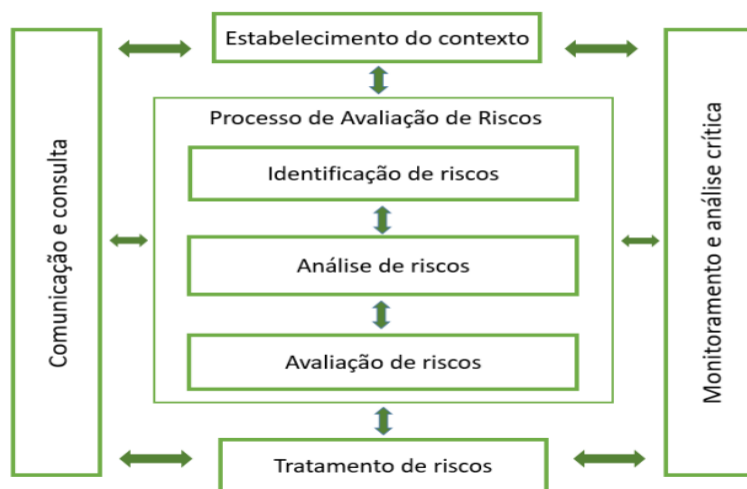 Estabelecimento do contexto
Processo de Avaliação de Riscos
Identificação de riscos
Análise de riscos
Avaliação de riscos
Tratamento de riscos
Comunicação e consulta
Monitoramento e análise crítica